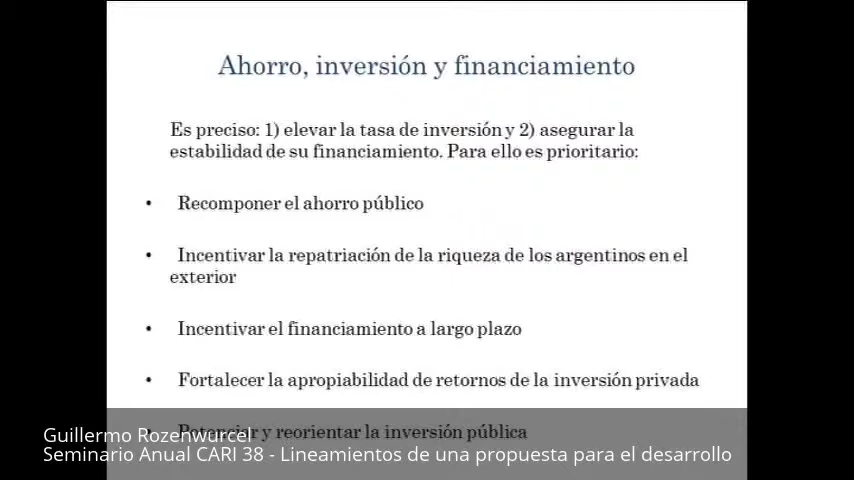 Ahorro, inversión y financiamiento
Es preciso: 1) elevar la tasa de inversión y 2) asegurar la
estabilidad de su financiamiento. Para ello es prioritario:
• Recomponer el ahorro público
• Incentivar la repatriación de la riqueza de los argentinos en el
exterior
• Incentivar el financiamiento a largo plazo
• Fortalecer la apropiabilidad de retornos de la inversión privada
• Potenciar y reorientar la inversión pública
Guillermo Rozenwurcel
Seminario Anual CARI 38 - Lineamientos de una propuesta para el desarrollo